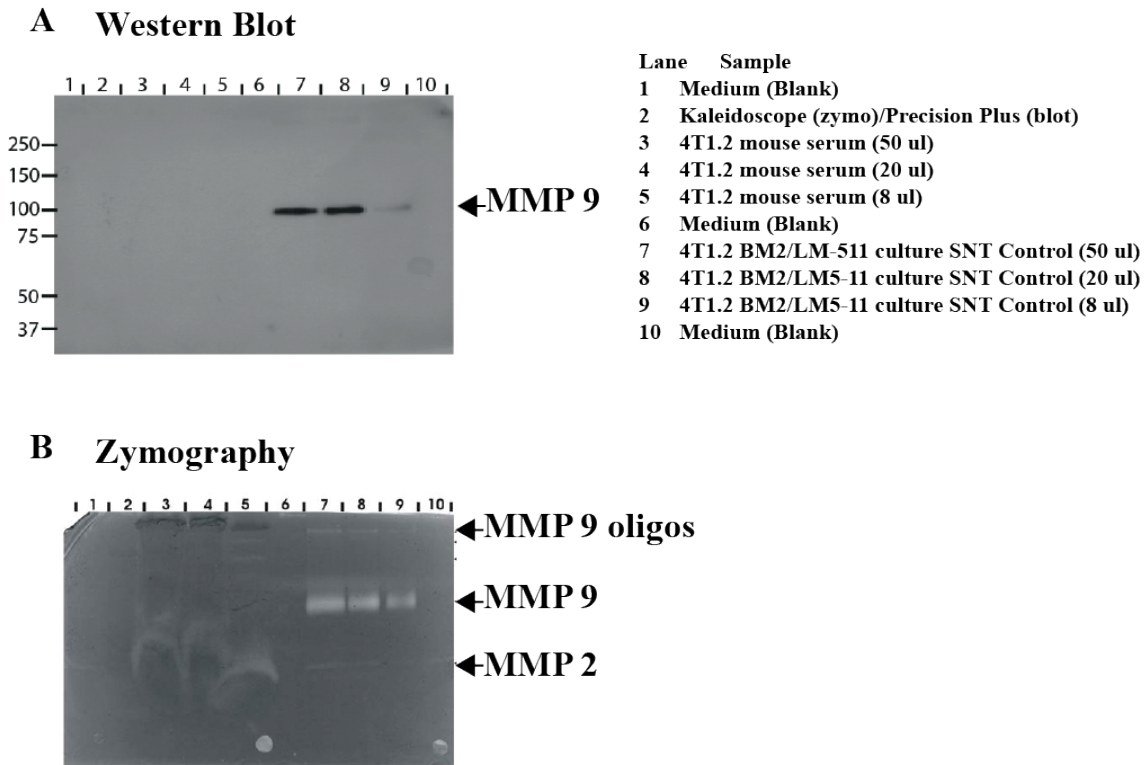 A Western Blot
1 2 3 4 5 6 7 8 9 10
250
150
100
75
50
37
MMP 9
Lane Sample
1 Medium (Blank)
2 Kaleidoscope (zymo)/Precision Plus (blot)
3 4T1.2 mouse serum (50 ul)
4 4T1.2 mouse serum (20 ul)
5 4T1.2 mouse serum (8 ul)
6 Medium (Blank)
7 4T1.2 BM2/LM-511 culture SNT Control (50 ul)
8 4T1.2 BM2/LM5-11 culture SNT Control (20 ul)
9 4T1.2 BM2/LM5-11 culture SNT Control (8 ul)
10 Medium (Blank)
B Zymography
1 2 3 4 5 6 7 8 9 10
MMP 9 oligos
MMP 9
MMP 2